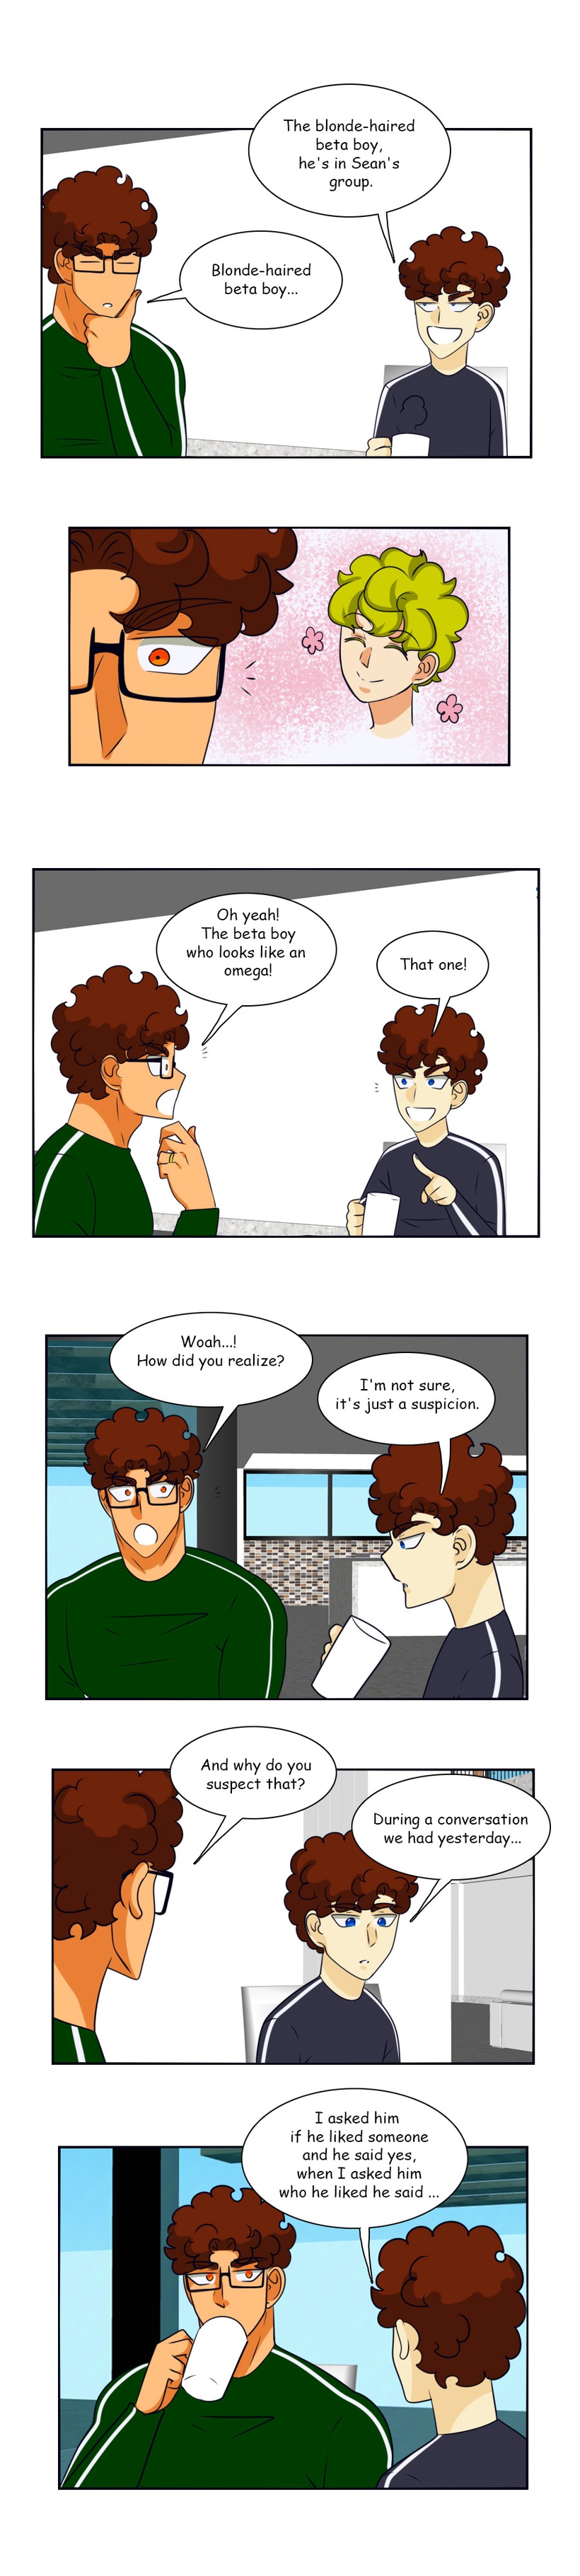 The blonde-haired
beta boy,
he's in Sean's
group.
Blonde-haired
beta boy...
Oh yeah!
The beta boy
who looks like an
omega!
That one!
Woah...!
How did you realize?
I'm not sure,
it's just a suspicion.
And why do you
suspect that?
During a conversation
we had yesterday...
I asked him
if he liked someone
and he said yes,
when I asked him
who he liked he said ...